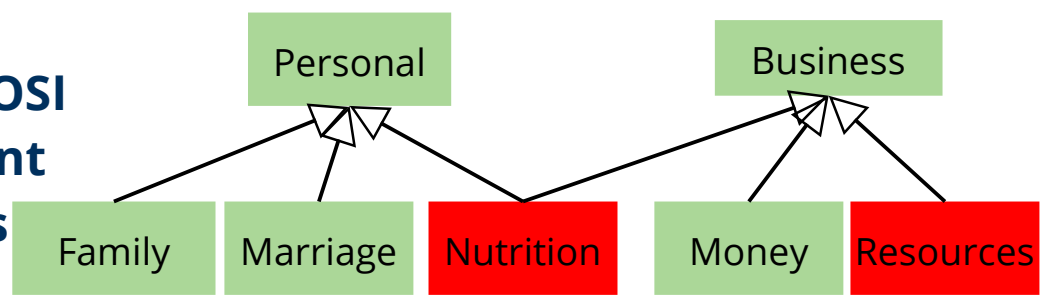 Personal
Business
OSI
nt
s
Family
Marriage
Nutrition
Money
Resources